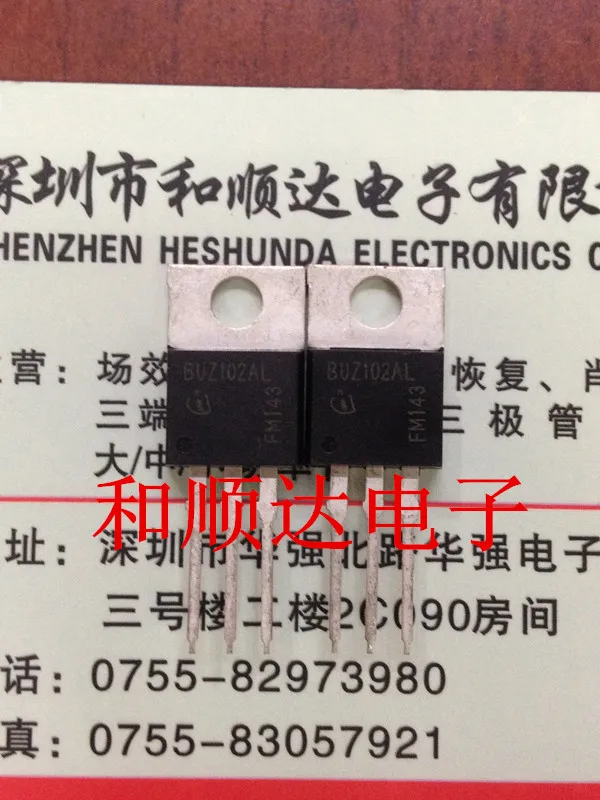 深圳市和顺达电子有限
HENZHEN HESHUNDA ELECTRONICS C
BUZ102AL
FM143
BUZ102AL
FM143
营: 场效 恢复、肖
三端 三极管
大/中
和顺达电子
址: 深圳市华强北路华强电子
三号楼二楼2C090房间
话: 0755-82973980
真: 0755-83057921